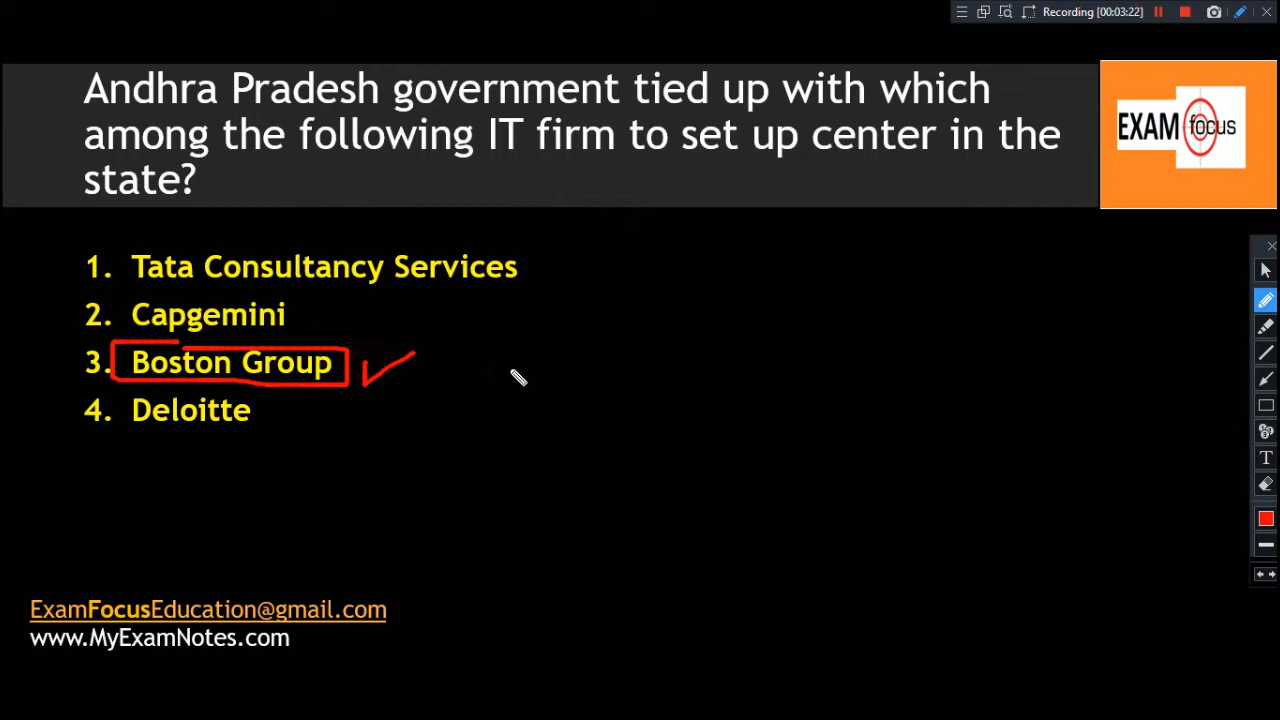 Recording [00:03:22]
Andhra Pradesh government tied up with which
among the following IT firm to set up center in the
state?
EXAM focus
1. Tata Consultancy Services
2. Capgemini
3. Boston Group
4. Deloitte
T
ExamFocusEducation@gmail.com
www.MyExamNotes.com